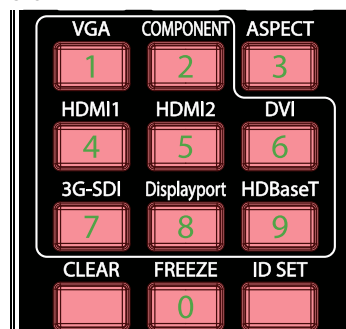 VGA COMPONENT ASPECT
1 2 3
HDMI1 HDMI2 DVI
4 5 6
3G-SDI Displayport HDBaseT
7 8 9
CLEAR FREEZE ID SET
0